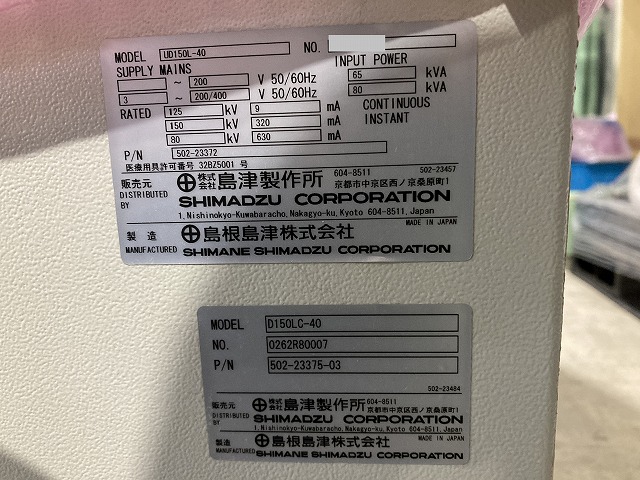 MODEL UD150L-40 NO.
SUPPLY MAINS INPUT POWER
~ 200 V 50/60Hz 65 kVA
3 ~ 200/400 V 50/60Hz 80 kVA
RATED 125 kV 9 mA CONTINUOUS
150 kV 320 mA INSTANT
80 kV 630 mA
P/N 502-23372
医療用具許可番号 32BZ5001 号 604-8511 502-23457
販売元 株式会社島津製作所 京都市中京区西ノ京桑原町1
DISTRIBUTED BY SHIMADZU CORPORATION
1, Nishinokyo-Kuwabaracho, Nakagyo-ku, Kyoto 604-8511, Japan
MADE IN JAPAN
製造 島根島津株式会社
MANUFACTURED SHIMANE SHIMADZU CORPORATION
MODEL D150LC-40
NO. 0262R80007
P/N 502-23375-03
502-23484
販売元 株式会社島津製作所 604-8511 京都市中京区西ノ京桑原町1
DISTRIBUTED BY SHIMADZU CORPORATION
1, Nishinokyo-Kuwabaracho, Nakagyo-ku, Kyoto 604-8511, Japan
製造 島根島津株式会社 MADE IN JAPAN
MANUFACTURED SHIMANE SHIMADZU CORPORATION